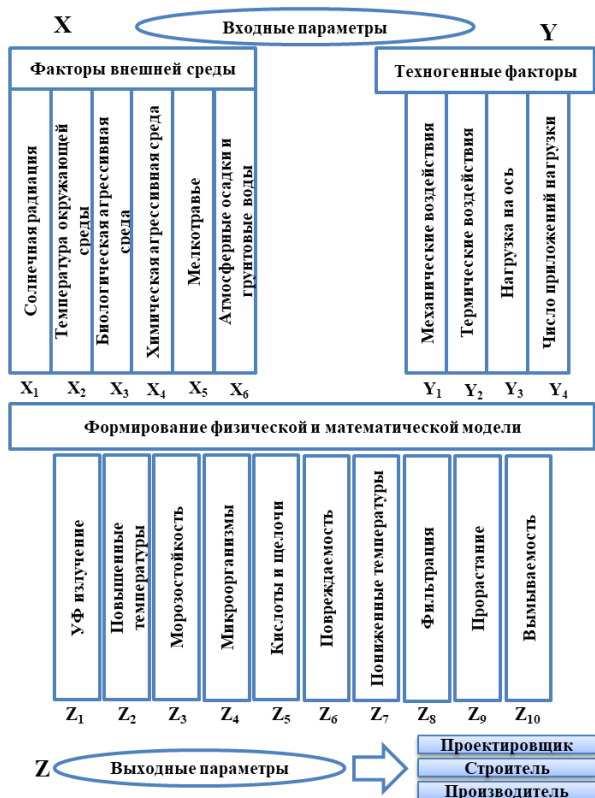 X
Входные параметры
Y
Факторы внешней среды
Техногенные факторы
Солнечная радиация
Температура окружающей
среды
Биологическая агрессивная
среда
Химическая агрессивная среда
Мелкотравье
Атмосферные осадки и
грунтовые воды
Механические воздействия
Термические воздействия
Нагрузка на ось
Число приложений нагрузки
X₁ X₂ X₃ X₄ X₅ X₆
Y₁ Y₂ Y₃ Y₄
Формирование физической и математической модели
УФ излучение
Повышенные
температуры
Морозостойкость
Микроорганизмы
Кислоты и щелочи
Повреждаемость
Пониженные температуры
Фильтрация
Прорастание
Вымываемость
Z₁ Z₂ Z₃ Z₄ Z₅ Z₆ Z₇ Z₈ Z₉ Z₁₀
Z
Выходные параметры
Проектировщик
Строитель
Производитель